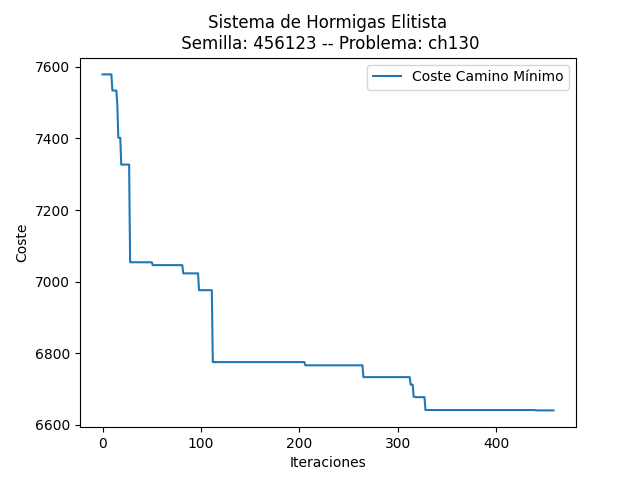 Sistema de Hormigas Elitista
Semilla: 456123 -- Problema: ch130
Coste Camino Mínimo
7600
7400
7200
7000
6800
6600
Coste
0 100 200 300 400
Iteraciones